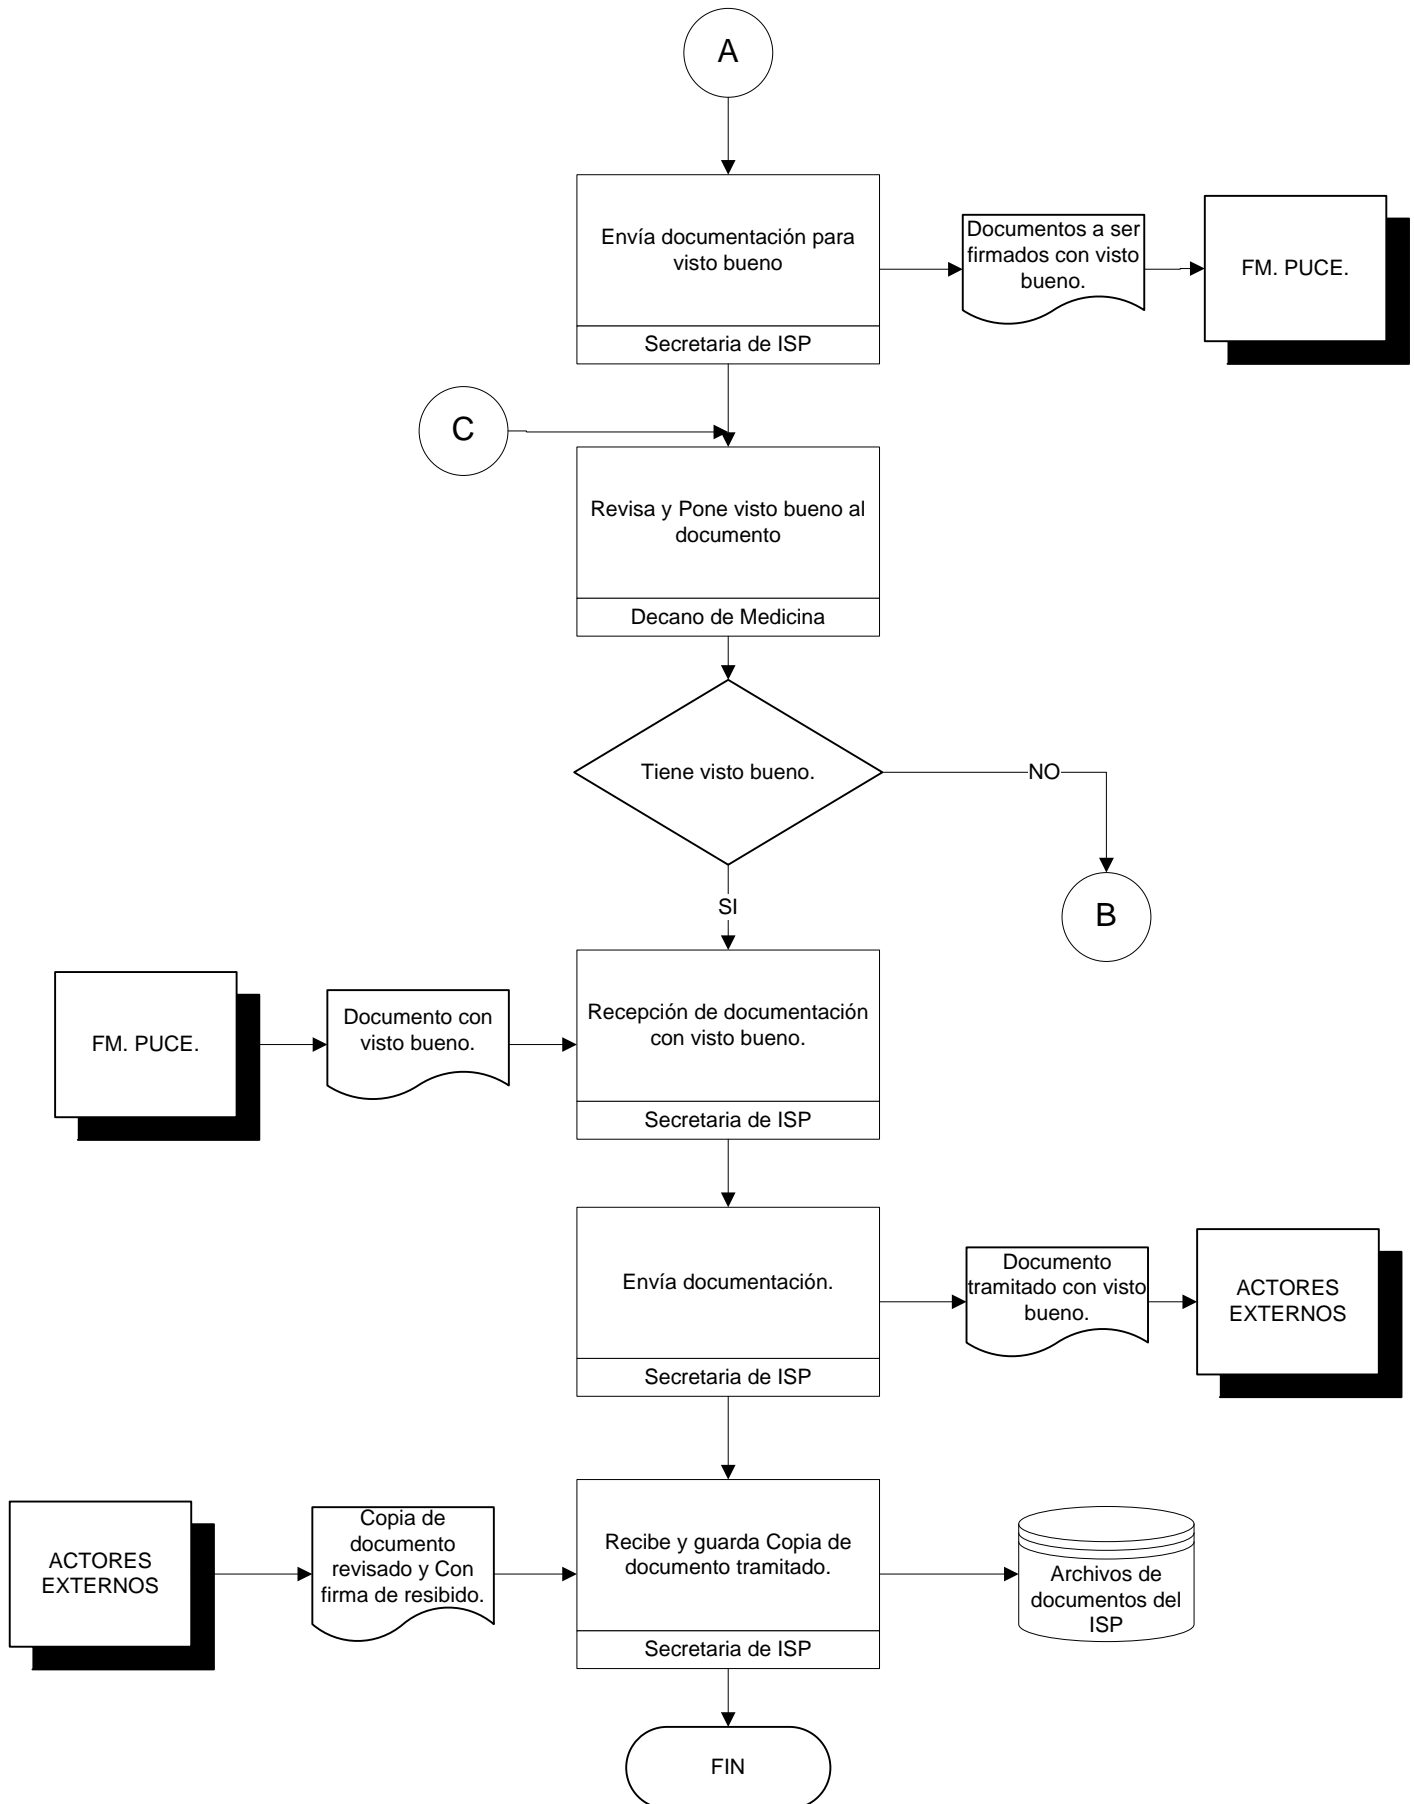 A
Envía documentación para
visto bueno
Secretaria de ISP
Documentos a ser
firmados con visto
bueno.
FM. PUCE.
C
Revisa y Pone visto bueno al
documento
Decano de Medicina
Tiene visto bueno.
NO
B
SI
FM. PUCE.
Documento con
visto bueno.
Recepción de documentación
con visto bueno.
Secretaria de ISP
Envía documentación.
Secretaria de ISP
Documento
tramitado con visto
bueno.
ACTORES
EXTERNOS
ACTORES
EXTERNOS
Copia de
documento
revisado y Con
firma de resibido.
Recibe y guarda Copia de
documento tramitado.
Secretaria de ISP
Archivos de
documentos del
ISP
FIN